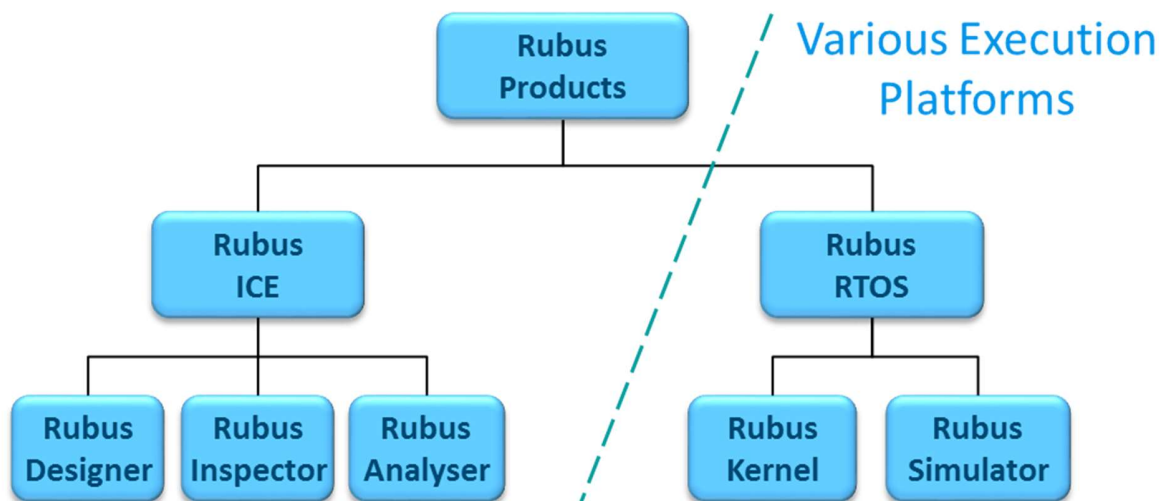 Rubus
Products
Various Execution
Platforms
Rubus
ICE
Rubus
RTOS
Rubus
Designer
Rubus
Inspector
Rubus
Analyser
Rubus
Kernel
Rubus
Simulator